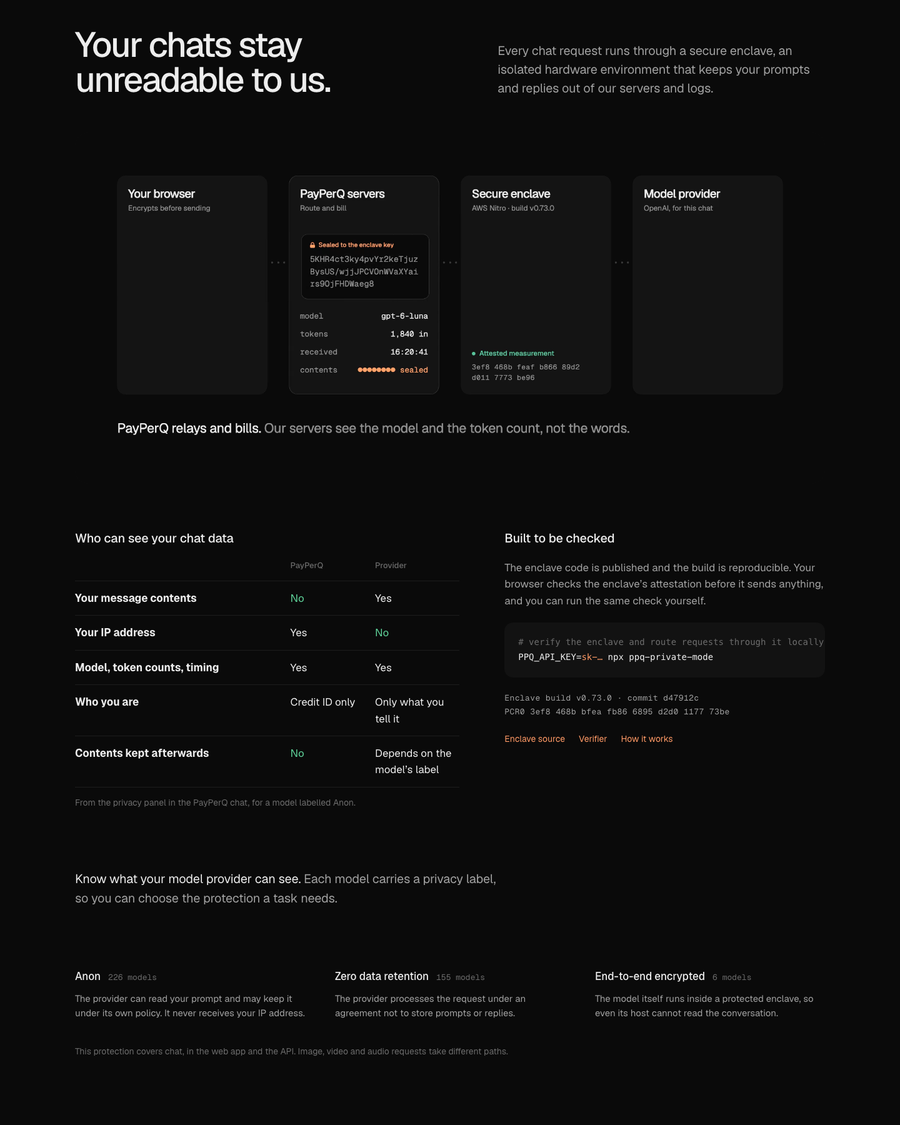 Your chats stay
unreadable to us.
Every chat request runs through a secure enclave, an
isolated hardware environment that keeps your prompts
and replies out of our servers and logs.
Your browser
Encrypts before sending
PayPerQ servers
Route and bill
Sealed to the enclave key
5KHR4ct3ky4pvYr2keTjuz
BysUS/wjjJPCVOnWVaXYai
rs9OjFHDWaeg8
model gpt-6-luna
tokens 1,840 in
received 16:20:41
contents ●●●●●●●● sealed
Secure enclave
AWS Nitro · build v0.73.0
Attested measurement
3ef8 468b feaf b866 89d2
d011 7773 be96
Model provider
OpenAI, for this chat
PayPerQ relays and bills. Our servers see the model and the token count, not the words.
Who can see your chat data
PayPerQ Provider
Your message contents No Yes
Your IP address Yes No
Model, token counts, timing Yes Yes
Who you are Credit ID only Only what you
tell it
Contents kept afterwards No Depends on the
model's label
From the privacy panel in the PayPerQ chat, for a model labelled Anon.
Built to be checked
The enclave code is published and the build is reproducible. Your
browser checks the enclave's attestation before it sends anything,
and you can run the same check yourself.
# verify the enclave and route requests through it locally
PPQ_API_KEY=sk-… npx ppq-private-mode
Enclave build v0.73.0 · commit d47912c
PCR0 3ef8 468b bfea fb86 6895 d2d0 1177 73be
Enclave source Verifier How it works
Know what your model provider can see. Each model carries a privacy label,
so you can choose the protection a task needs.
Anon 226 models
The provider can read your prompt and may keep it
under its own policy. It never receives your IP address.
Zero data retention 155 models
The provider processes the request under an
agreement not to store prompts or replies.
End-to-end encrypted 6 models
The model itself runs inside a protected enclave, so
even its host cannot read the conversation.
This protection covers chat, in the web app and the API. Image, video and audio requests take different paths.